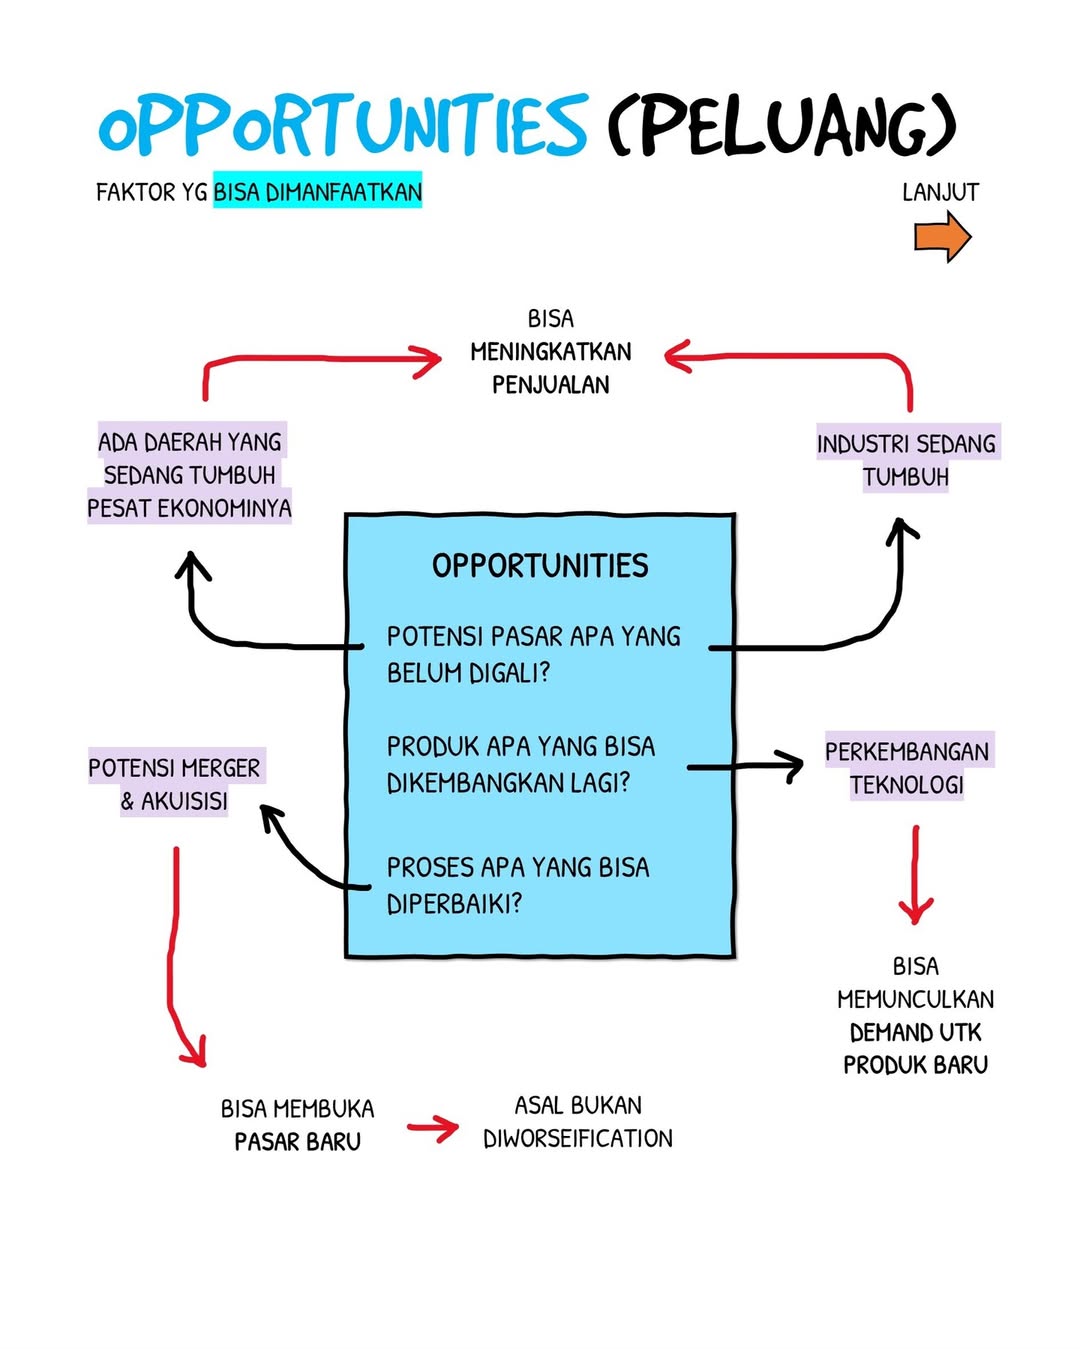 OPPORTUNITIES (PELUANG)
FAKTOR YG BISA DIMANFAATKAN
LANJUT
BISA
MENINGKATKAN
PENJUALAN
ADA DAERAH YANG
SEDANG TUMBUH
PESAT EKONOMINYA
INDUSTRI SEDANG
TUMBUH
OPPORTUNITIES
POTENSI PASAR APA YANG
BELUM DIGALI?
PRODUK APA YANG BISA
DIKEMBANGKAN LAGI?
PROSES APA YANG BISA
DIPERBAIKI?
POTENSI MERGER
& AKUISISI
PERKEMBANGAN
TEKNOLOGI
BISA
MEMUNCULKAN
DEMAND UTK
PRODUK BARU
BISA MEMBUKA
PASAR BARU
ASAL BUKAN
DIWORSEIFICATION